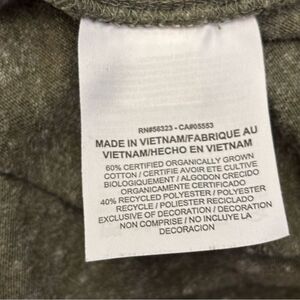 RN#56323 - CA#05553
MADE IN VIETNAM/FABRIQUE AU
VIETNAM/HECHO EN VIETNAM
60% CERTIFIED ORGANICALLY GROWN
COTTON / CERTIFIE AVOIR ETE CULTIVE
BIOLOGIQUEMENT / ALGODON CRECIDO
ORGANICAMENTE CERTIFICADO
40% RECYCLED POLYESTER / POLYESTER
RECYCLE / POLIESTER RECICLADO
EXCLUSIVE OF DECORATION / DECORATION
NON COMPRISE / NO INCLUYE LA
DECORACION